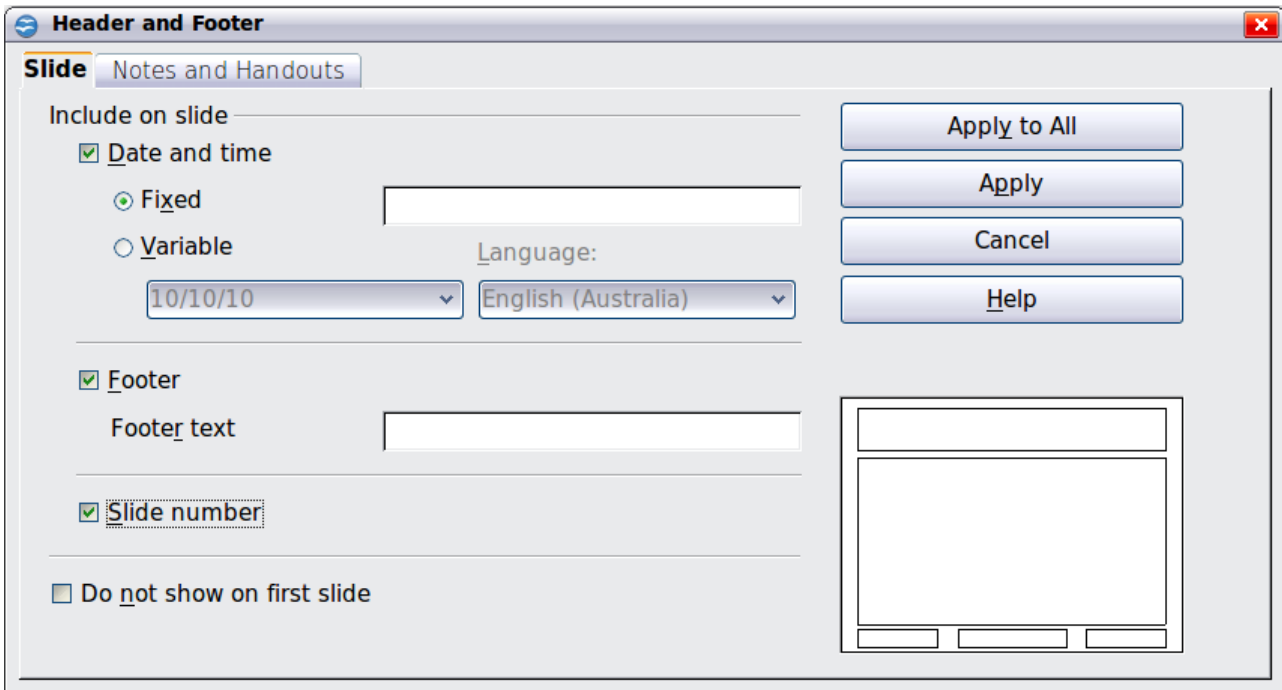 Header and Footer
Slide Notes and Handouts
Include on slide
Date and time
Fixed
Variable
Language:
10/10/10 English (Australia)
Footer
Footer text
Slide number
Do not show on first slide
Apply to All
Apply
Cancel
Help